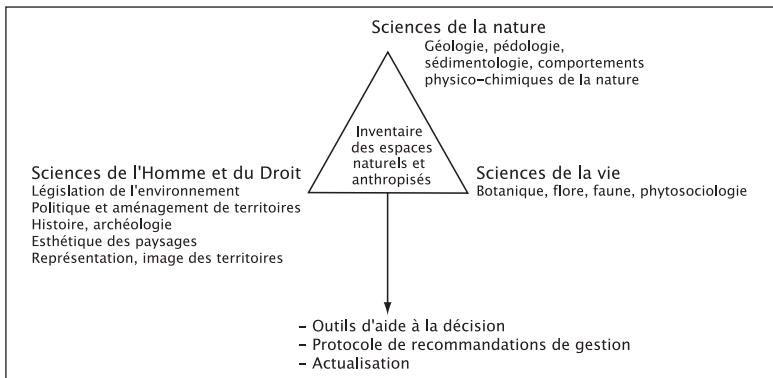 Sciences de la nature
Géologie, pédologie,
sédimentologie, comportements
physico-chimiques de la nature
Inventaire
des espaces
naturels et
anthropisés
Sciences de l'Homme et du Droit
Législation de l'environnement
Politique et aménagement de territoires
Histoire, archéologie
Esthétique des paysages
Représentation, image des territoires
Sciences de la vie
Botanique, flore, faune, phytosociologie
- Outils d'aide à la décision
- Protocole de recommandations de gestion
- Actualisation